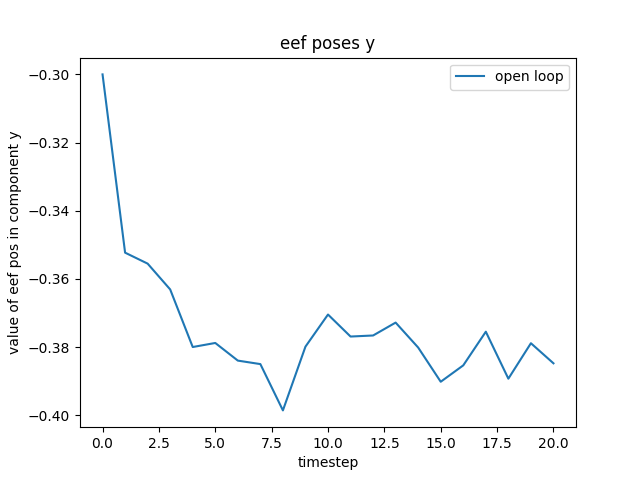 eef poses y
open loop
value of eef pos in component y
−0.30
−0.32
−0.34
−0.36
−0.38
−0.40
0.0 2.5 5.0 7.5 10.0 12.5 15.0 17.5 20.0
timestep